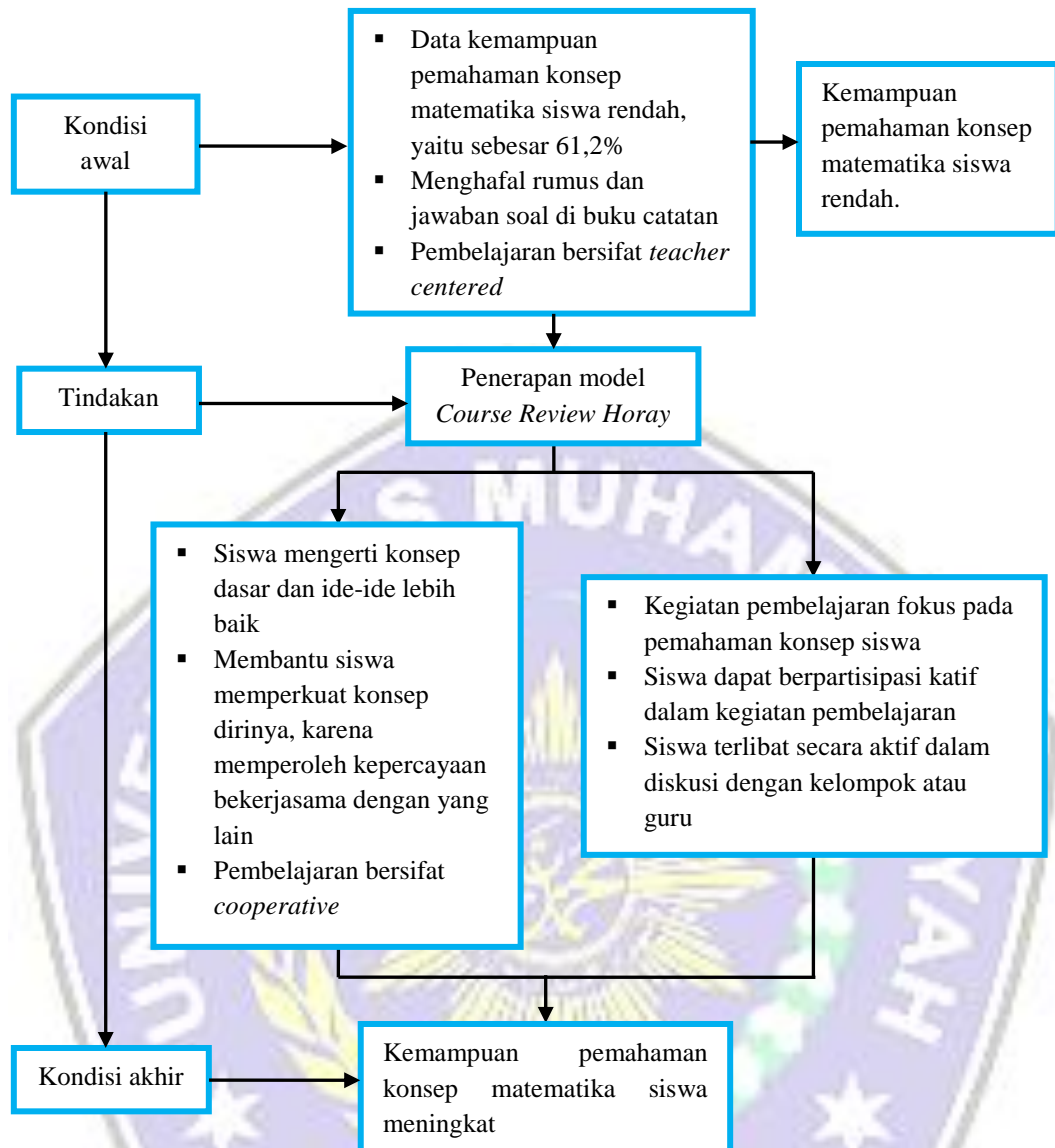 Kondisi
awal
▪ Data kemampuan
pemahaman konsep
matematika siswa rendah,
yaitu sebesar 61,2%
▪ Menghafal rumus dan
jawaban soal di buku catatan
▪ Pembelajaran bersifat teacher
centered
Kemampuan
pemahaman konsep
matematika siswa
rendah.
Tindakan
Penerapan model
Course Review Horay
▪ Siswa mengerti konsep
dasar dan ide-ide lebih
baik
▪ Membantu siswa
memperkuat konsep
dirinya, karena
memperoleh kepercayaan
bekerjasama dengan yang
lain
▪ Pembelajaran bersifat
cooperative
▪ Kegiatan pembelajaran fokus pada
pemahaman konsep siswa
▪ Siswa dapat berpartisipasi katif
dalam kegiatan pembelajaran
▪ Siswa terlibat secara aktif dalam
diskusi dengan kelompok atau
guru
Kondisi akhir
Kemampuan pemahaman
konsep matematika siswa
meningkat